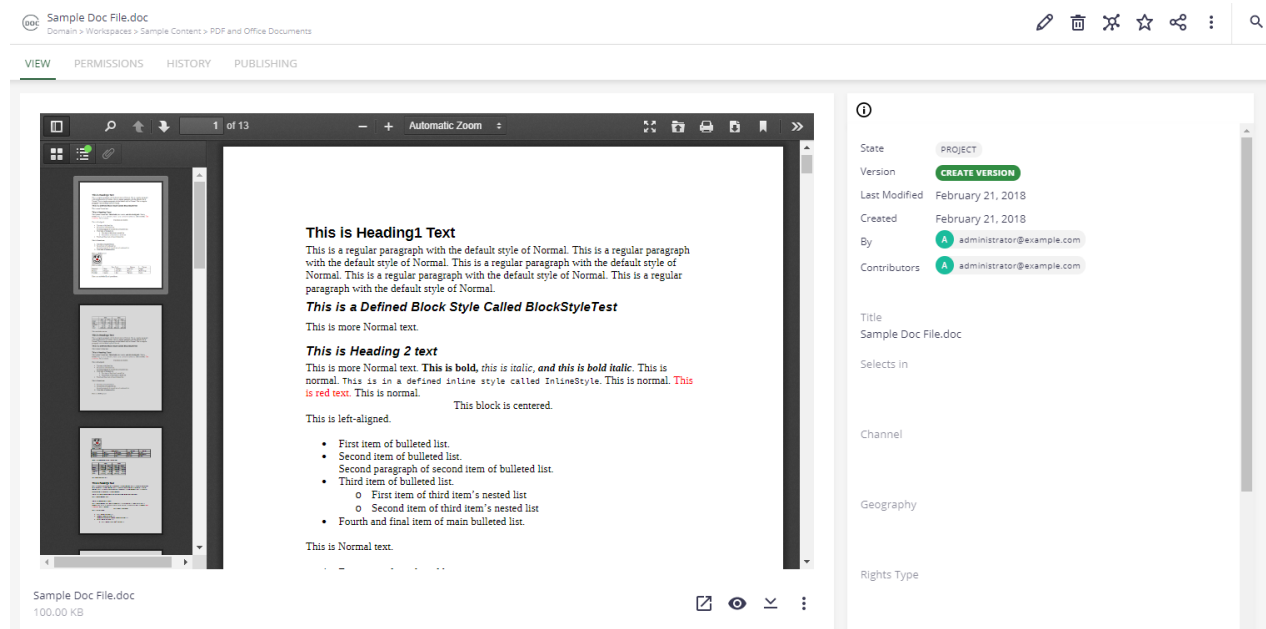 DOC
Sample Doc File.doc
Domain > Workspaces > Sample Content > PDF and Office Documents
VIEW PERMISSIONS HISTORY PUBLISHING
1 of 13
Automatic Zoom
This is Heading1 Text
This is a regular paragraph with the default style of Normal. This is a regular paragraph
with the default style of Normal. This is a regular paragraph with the default style of
Normal. This is a regular paragraph with the default style of Normal. This is a regular
paragraph with the default style of Normal.
This is a Defined Block Style Called BlockStyleTest
This is more Normal text.
This is Heading 2 text
This is more Normal text. This is bold, this is italic, and this is bold italic. This is
normal. This is in a defined inline style called InlineStyle. This is normal. This
is red text. This is normal.
This block is centered.
This is left-aligned.
• First item of bulleted list.
• Second item of bulleted list.
Second paragraph of second item of bulleted list.
• Third item of bulleted list.
o First item of third item's nested list
o Second item of third item's nested list
• Fourth and final item of main bulleted list.
This is Normal text.
Sample Doc File.doc
100.00 KB
State PROJECT
Version CREATE VERSION
Last Modified February 21, 2018
Created February 21, 2018
By A administrator@example.com
Contributors A administrator@example.com
Title
Sample Doc File.doc
Selects in
Channel
Geography
Rights Type